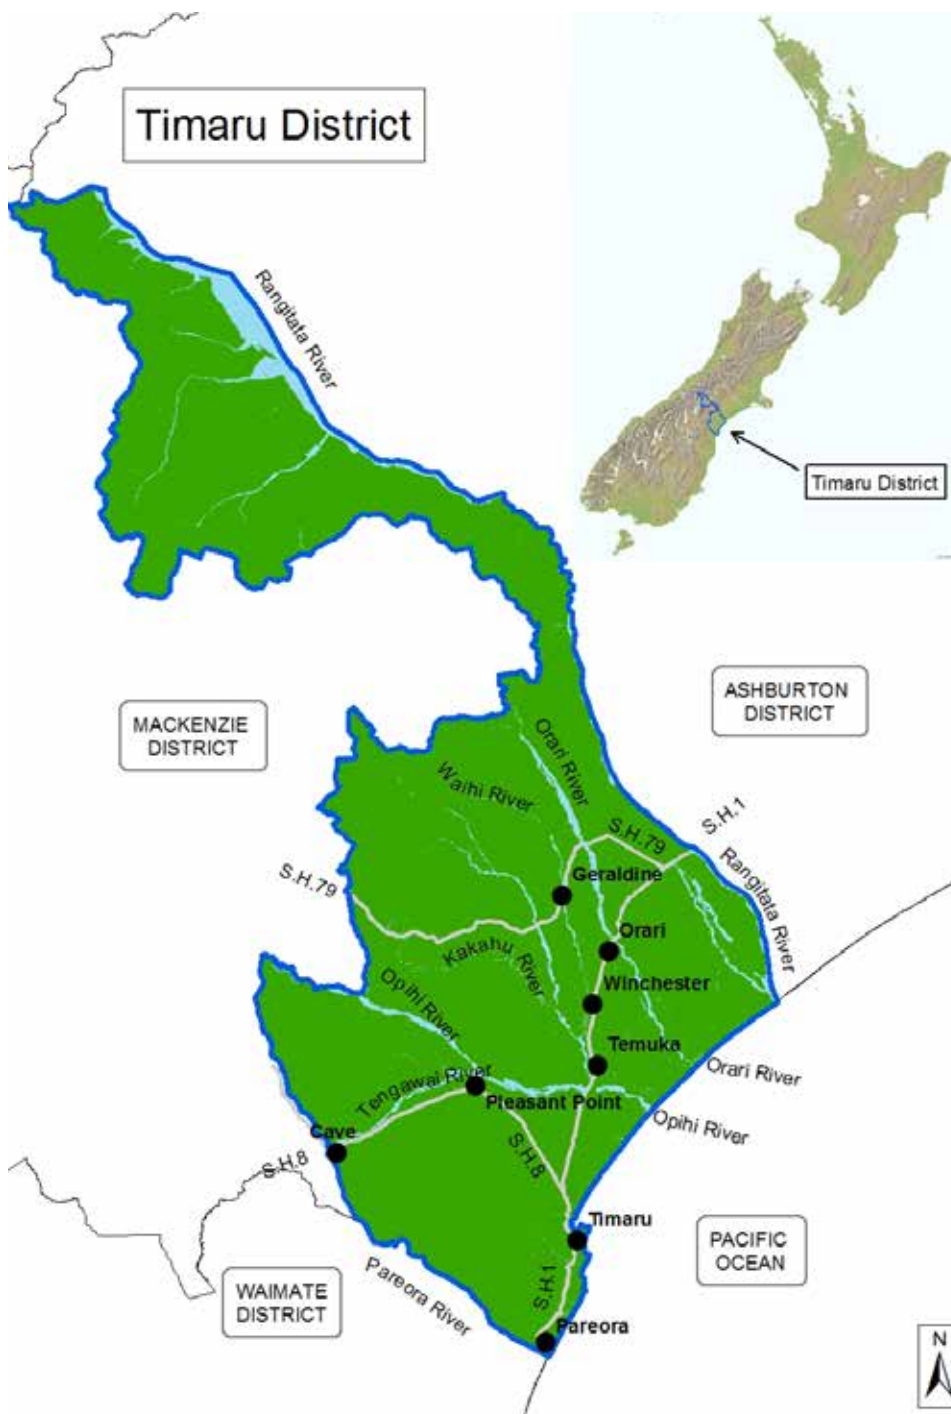 Timaru District
Rangitata River
Timaru District
ASHBURTON
DISTRICT
MACKENZIE
DISTRICT
Orari River
Waihi River
S.H.1
S.H.79
Rangitata River
S.H.79
Geraldine
Orari
Kakahu River
Opihi River
Winchester
Temuka
Orari River
Tengawai River
Pleasant Point
Opihi River
Cave
S.H.8
S.H.8
Timaru
PACIFIC
OCEAN
Pareora River
WAIMATE
DISTRICT
S.H.1
Pareora
N